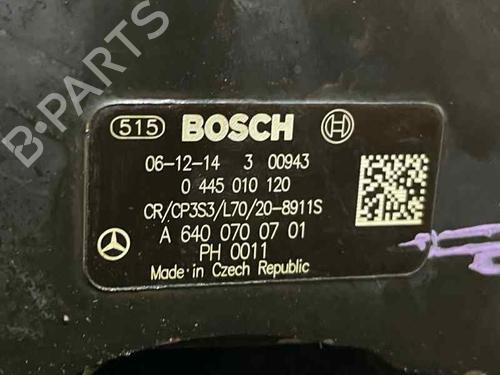 B-PARTS
515 BOSCH
06-12-14 3 00943
0 445 010 120
CR/CP3S3/L70/20-8911S
A 640 070 07 01
PH 0011
Made in Czech Republic